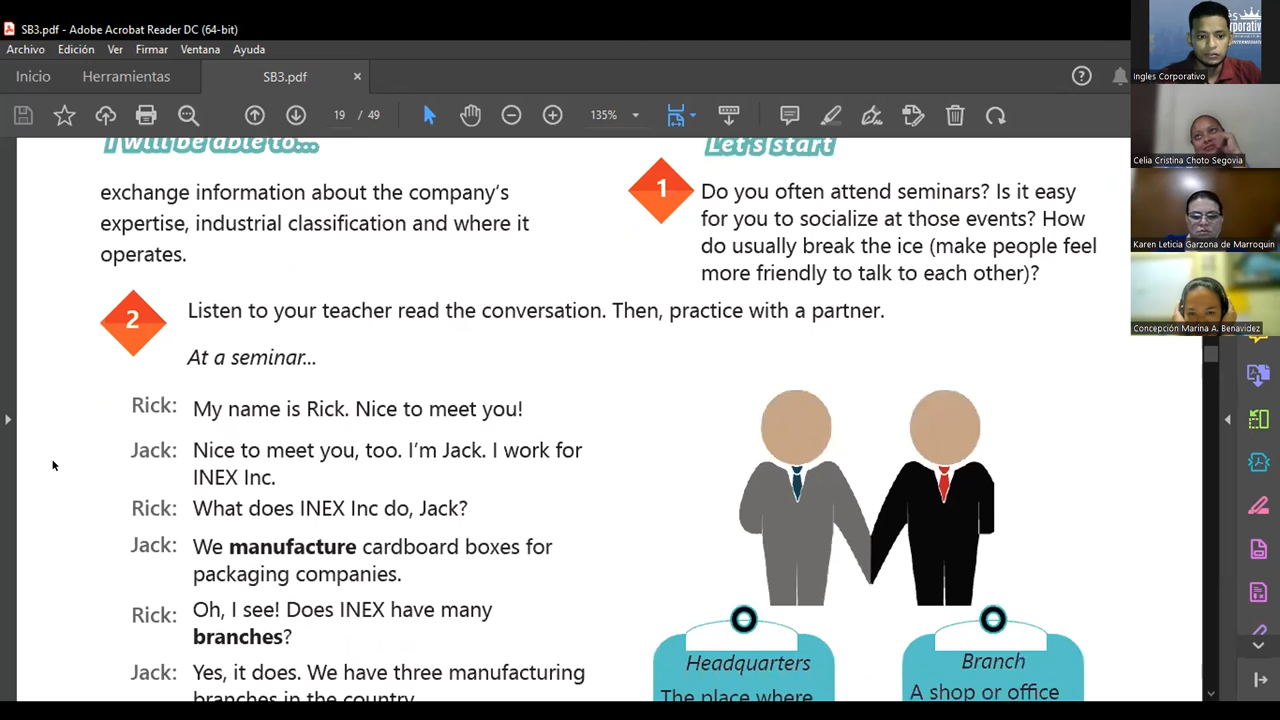 SB3.pdf - Adobe Acrobat Reader DC (64-bit)
Archivo Edición Ver Firmar Ventana Ayuda
Inicio Herramientas SB3.pdf ×
19 / 49 135%
I will be able to...
exchange information about the company's
expertise, industrial classification and where it
operates.
Let's start
1
Do you often attend seminars? Is it easy
for you to socialize at those events? How
do usually break the ice (make people feel
more friendly to talk to each other)?
2
Listen to your teacher read the conversation. Then, practice with a partner.
At a seminar...
Rick: My name is Rick. Nice to meet you!
Jack: Nice to meet you, too. I'm Jack. I work for
INEX Inc.
Rick: What does INEX Inc do, Jack?
Jack: We manufacture cardboard boxes for
packaging companies.
Rick: Oh, I see! Does INEX have many
branches?
Jack: Yes, it does. We have three manufacturing
branches in the country.
Headquarters
The place where
Branch
A shop or office
Ingles Corporativo
Celia Cristina Choto Segovia
Karen Leticia Garzona de Marroquin
Concepción Marina A. Benavidez